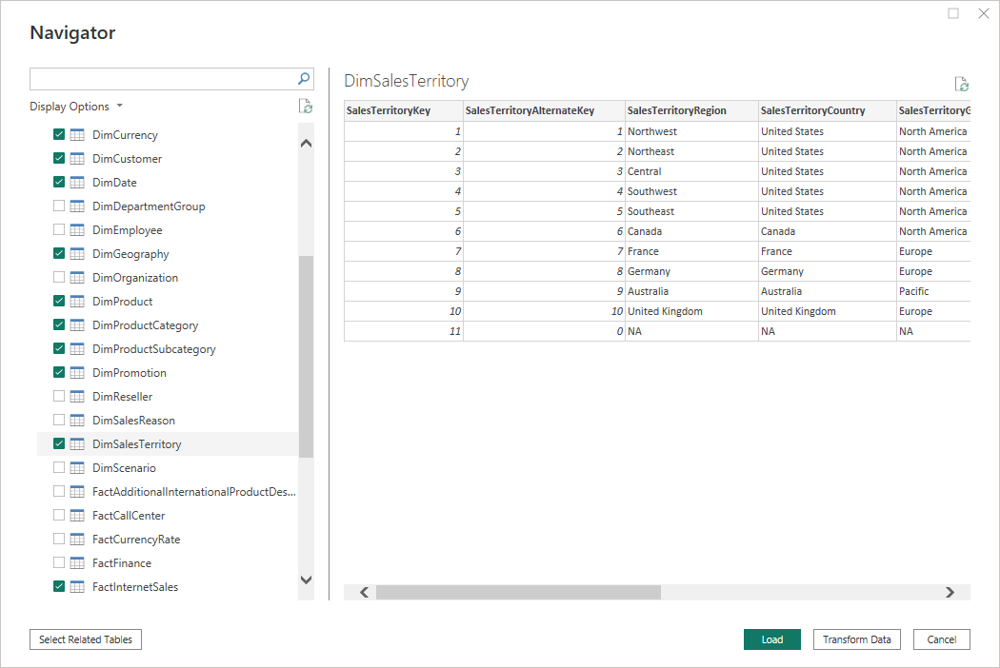 Navigator
Display Options
DimCurrency
DimCustomer
DimDate
DimDepartmentGroup
DimEmployee
DimGeography
DimOrganization
DimProduct
DimProductCategory
DimProductSubcategory
DimPromotion
DimReseller
DimSalesReason
DimSalesTerritory
DimScenario
FactAdditionalInternationalProductDes...
FactCallCenter
FactCurrencyRate
FactFinance
FactInternetSales
DimSalesTerritory
SalesTerritoryKey SalesTerritoryAlternateKey SalesTerritoryRegion SalesTerritoryCountry SalesTerritoryG
1 1 Northwest United States North America
2 2 Northeast United States North America
3 3 Central United States North America
4 4 Southwest United States North America
5 5 Southeast United States North America
6 6 Canada Canada North America
7 7 France France Europe
8 8 Germany Germany Europe
9 9 Australia Australia Pacific
10 10 United Kingdom United Kingdom Europe
11 0 NA NA NA
Select Related Tables Load Transform Data Cancel